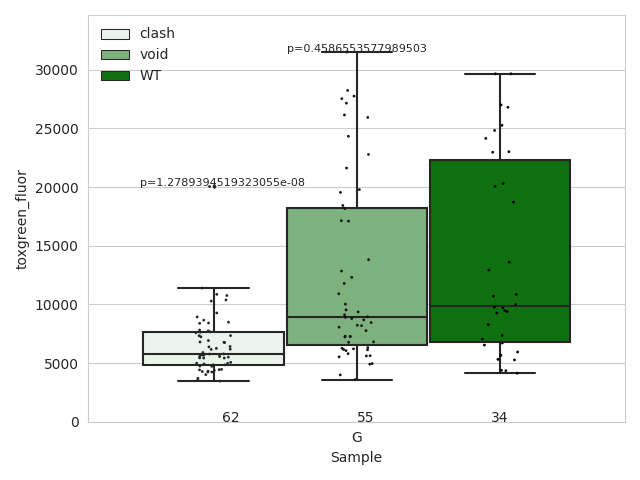 clash
void
WT
p=0.4586553577989503
p=1.2789394519323055e-08
30000
25000
20000
15000
10000
5000
0
toxgreen_fluor
62 55 34
G
Sample